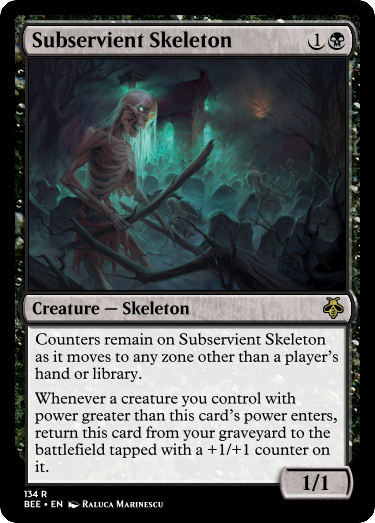 Subservient Skeleton 1
Creature — Skeleton
Counters remain on Subservient Skeleton
as it moves to any zone other than a player's
hand or library.
Whenever a creature you control with
power greater than this card's power enters,
return this card from your graveyard to the
battlefield tapped with a +1/+1 counter on
it.
1/1
134 R
BEE • EN Raluca Marinescu